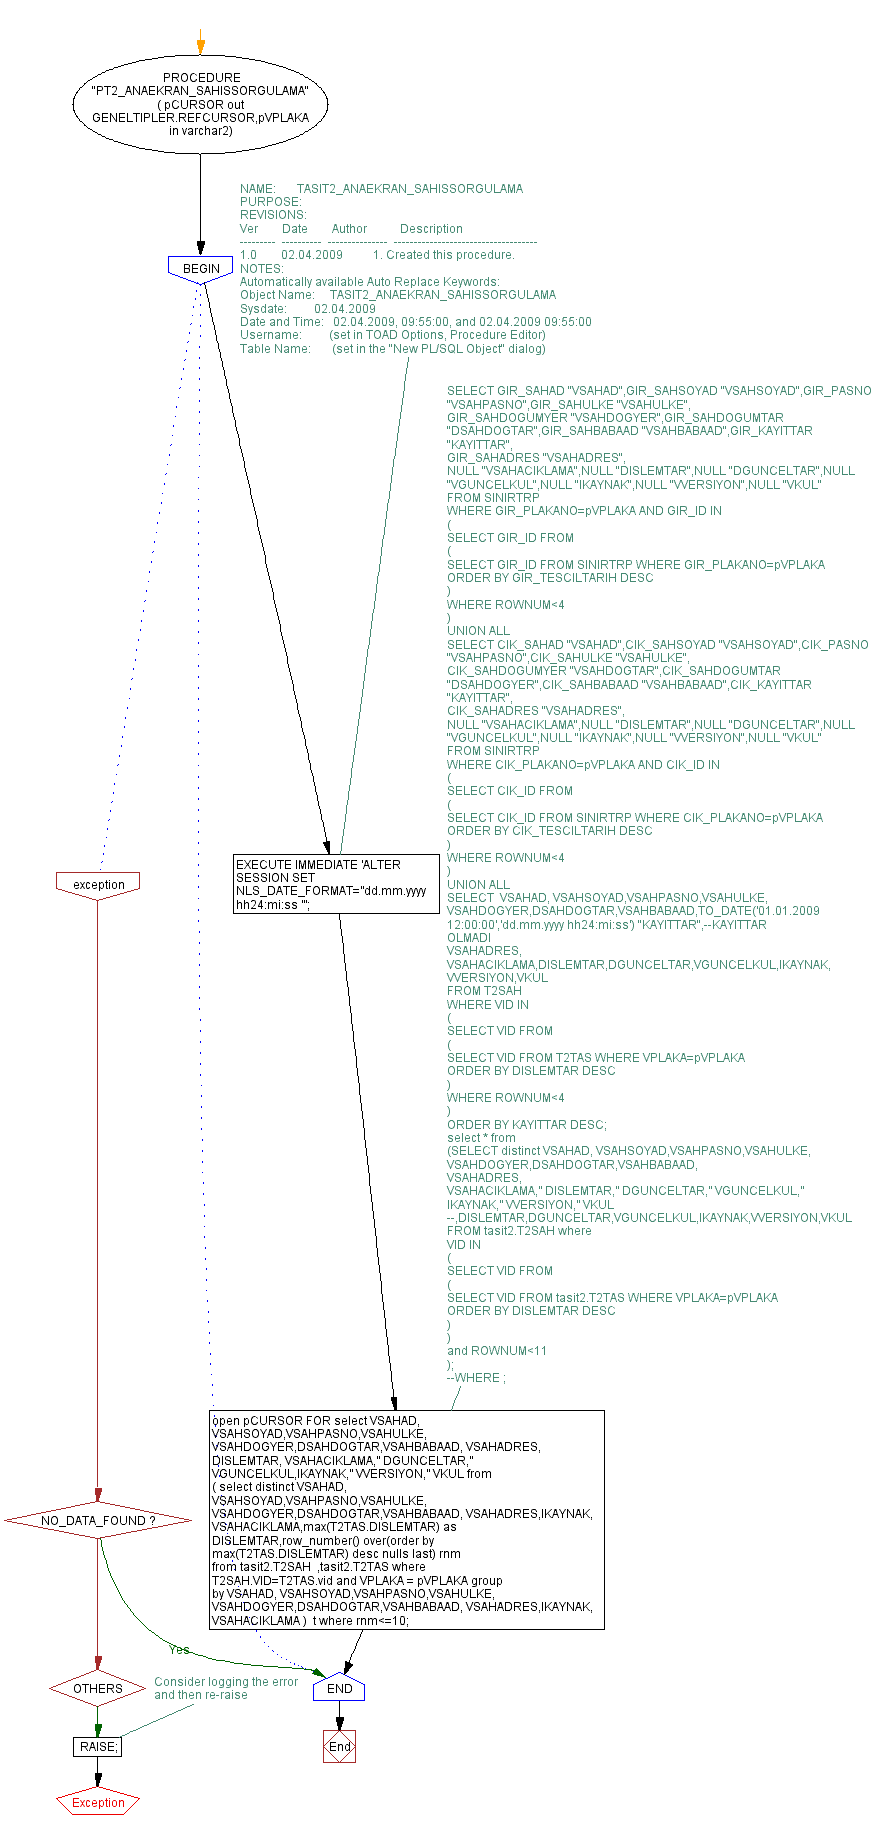 PROCEDURE
"PT2_ANAEKRAN_SAHISSORGULAMA"
( pCURSOR out
GENELTIPLER.REFCURSOR,pVPLAKA
in varchar2)
NAME:       TASIT2_ANAEKRAN_SAHISSORGULAMA
PURPOSE:
REVISIONS:
Ver        Date        Author           Description
---------  ----------  ---------------  ------------------------------------
1.0        02.04.2009          1. Created this procedure.
NOTES:
Automatically available Auto Replace Keywords:
Object Name:     TASIT2_ANAEKRAN_SAHISSORGULAMA
Sysdate:         02.04.2009
Date and Time:   02.04.2009, 09:55:00, and 02.04.2009 09:55:00
Username:         (set in TOAD Options, Procedure Editor)
Table Name:       (set in the "New PL/SQL Object" dialog)
BEGIN
SELECT GIR_SAHAD "VSAHAD",GIR_SAHSOYAD "VSAHSOYAD",GIR_PASNO
"VSAHPASNO",GIR_SAHULKE "VSAHULKE",
GIR_SAHDOGUMYER "VSAHDOGYER",GIR_SAHDOGUMTAR
"DSAHDOGTAR",GIR_SAHBABAAD "VSAHBABAAD",GIR_KAYITTAR
"KAYITTAR",
GIR_SAHADRES "VSAHADRES",
NULL "VSAHACIKLAMA",NULL "DISLEMTAR",NULL "DGUNCELTAR",NULL
"VGUNCELKUL",NULL "IKAYNAK",NULL "VVERSIYON",NULL "VKUL"
FROM SINIRTRP
WHERE GIR_PLAKANO=pVPLAKA AND GIR_ID IN
(
SELECT GIR_ID FROM
(
SELECT GIR_ID FROM SINIRTRP WHERE GIR_PLAKANO=pVPLAKA
ORDER BY GIR_TESCILTARIH DESC
)
WHERE ROWNUM<4
)
UNION ALL
SELECT CIK_SAHAD "VSAHAD",CIK_SAHSOYAD "VSAHSOYAD",CIK_PASNO
"VSAHPASNO",CIK_SAHULKE "VSAHULKE",
CIK_SAHDOGUMYER "VSAHDOGTAR",CIK_SAHDOGUMTAR
"DSAHDOGYER",CIK_SAHBABAAD "VSAHBABAAD",CIK_KAYITTAR
"KAYITTAR",
CIK_SAHADRES "VSAHADRES",
NULL "VSAHACIKLAMA",NULL "DISLEMTAR",NULL "DGUNCELTAR",NULL
"VGUNCELKUL",NULL "IKAYNAK",NULL "VVERSIYON",NULL "VKUL"
FROM SINIRTRP
WHERE CIK_PLAKANO=pVPLAKA AND CIK_ID IN
(
SELECT CIK_ID FROM
(
SELECT CIK_ID FROM SINIRTRP WHERE CIK_PLAKANO=pVPLAKA
ORDER BY CIK_TESCILTARIH DESC
)
WHERE ROWNUM<4
)
UNION ALL
SELECT  VSAHAD, VSAHSOYAD,VSAHPASNO,VSAHULKE,
VSAHDOGYER,DSAHDOGTAR,VSAHBABAAD,TO_DATE('01.01.2009
12:00:00','dd.mm.yyyy hh24:mi:ss') "KAYITTAR",--KAYITTAR
OLMADI
VSAHADRES,
VSAHACIKLAMA,DISLEMTAR,DGUNCELTAR,VGUNCELKUL,IKAYNAK,
VVERSIYON,VKUL
FROM T2SAH
WHERE VID IN
(
SELECT VID FROM
(
SELECT VID FROM T2TAS WHERE VPLAKA=pVPLAKA
ORDER BY DISLEMTAR DESC
)
WHERE ROWNUM<4
)
ORDER BY KAYITTAR DESC;
select * from
(SELECT distinct VSAHAD, VSAHSOYAD,VSAHPASNO,VSAHULKE,
VSAHDOGYER,DSAHDOGTAR,VSAHBABAAD,
VSAHADRES,
VSAHACIKLAMA,'' DISLEMTAR,'' DGUNCELTAR,'' VGUNCELKUL,''
IKAYNAK,'' VVERSIYON,'' VKUL
--,DISLEMTAR,DGUNCELTAR,VGUNCELKUL,IKAYNAK,VVERSIYON,VKUL
FROM tasit2.T2SAH where
VID IN
(
SELECT VID FROM
(
SELECT VID FROM tasit2.T2TAS WHERE VPLAKA=pVPLAKA
ORDER BY DISLEMTAR DESC
)
)
and ROWNUM<11
);
--WHERE ;
EXECUTE IMMEDIATE 'ALTER
SESSION SET
NLS_DATE_FORMAT="dd.mm.yyyy
hh24:mi:ss "';
exception
open pCURSOR FOR select VSAHAD,
VSAHSOYAD,VSAHPASNO,VSAHULKE,
VSAHDOGYER,DSAHDOGTAR,VSAHBABAAD, VSAHADRES,
DISLEMTAR, VSAHACIKLAMA,'' DGUNCELTAR,''
VGUNCELKUL,IKAYNAK,'' VVERSIYON,'' VKUL from
( select distinct VSAHAD,
VSAHSOYAD,VSAHPASNO,VSAHULKE,
VSAHDOGYER,DSAHDOGTAR,VSAHBABAAD, VSAHADRES,IKAYNAK,
VSAHACIKLAMA,max(T2TAS.DISLEMTAR) as
DISLEMTAR,row_number() over(order by
max(T2TAS.DISLEMTAR) desc nulls last) rnm
from tasit2.T2SAH  ,tasit2.T2TAS where
T2SAH.VID=T2TAS.vid and VPLAKA = pVPLAKA group
by VSAHAD, VSAHSOYAD,VSAHPASNO,VSAHULKE,
VSAHDOGYER,DSAHDOGTAR,VSAHBABAAD, VSAHADRES,IKAYNAK,
VSAHACIKLAMA )  t where rnm<=10;
NO_DATA_FOUND ?
Yes
OTHERS
Consider logging the error
and then re-raise
END
RAISE;
End
Exception